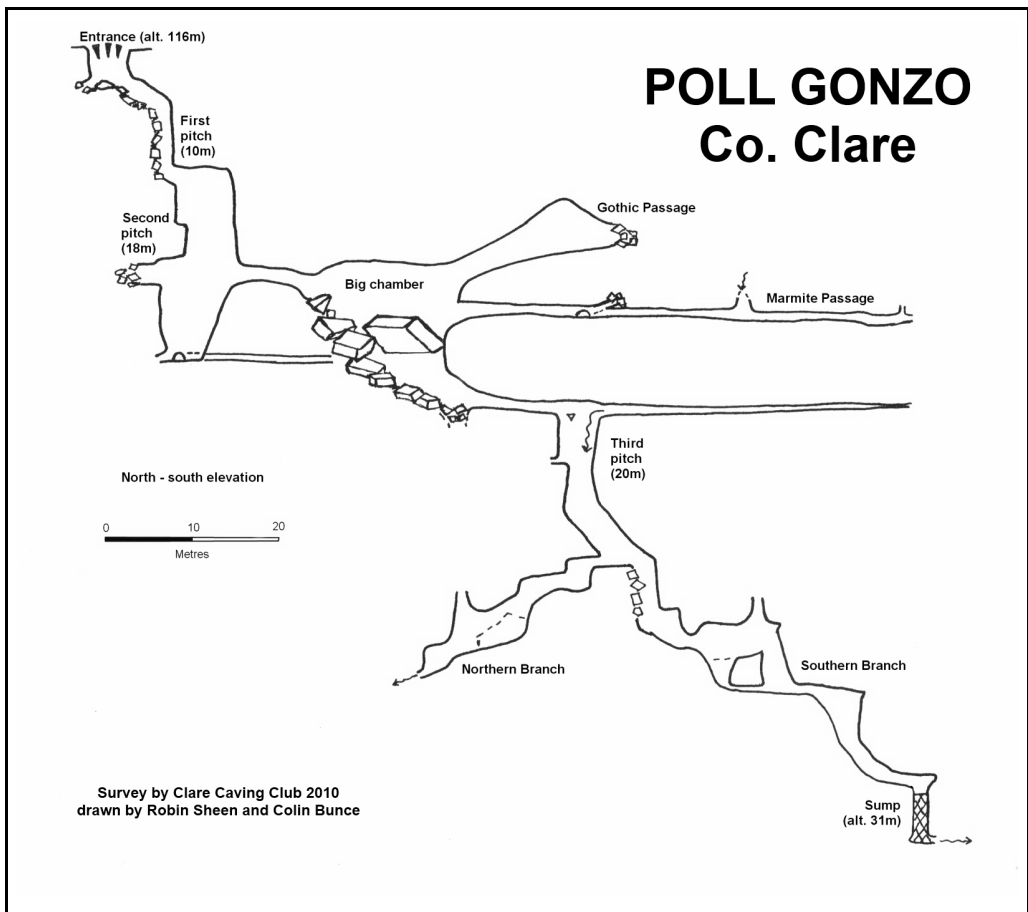 Entrance (alt. 116m)
POLL GONZO
Co. Clare
First
pitch
(10m)
Second
pitch
(18m)
Gothic Passage
Big chamber
Marmite Passage
Third
pitch
(20m)
North - south elevation
0 10 20
Metres
Northern Branch
Southern Branch
Survey by Clare Caving Club 2010
drawn by Robin Sheen and Colin Bunce
Sump
(alt. 31m)